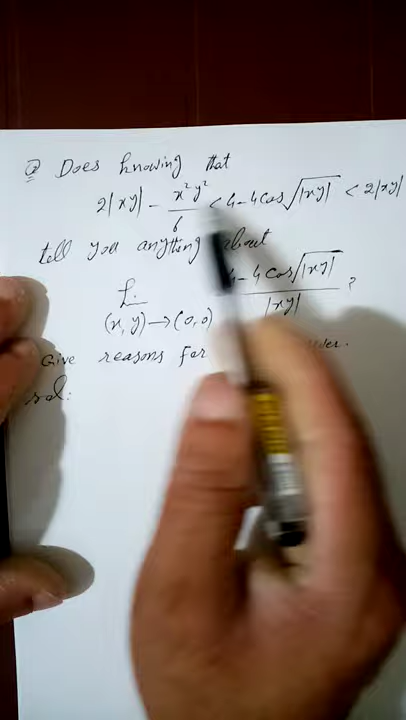 Q Does knowing that
2|xy| - x²y²/6 < 4-4cos√|xy| < 2|xy|
tell you anything about
Lt (x,y)→(0,0) 4-4cos√|xy| / |xy| ?
Give reasons for
sol: